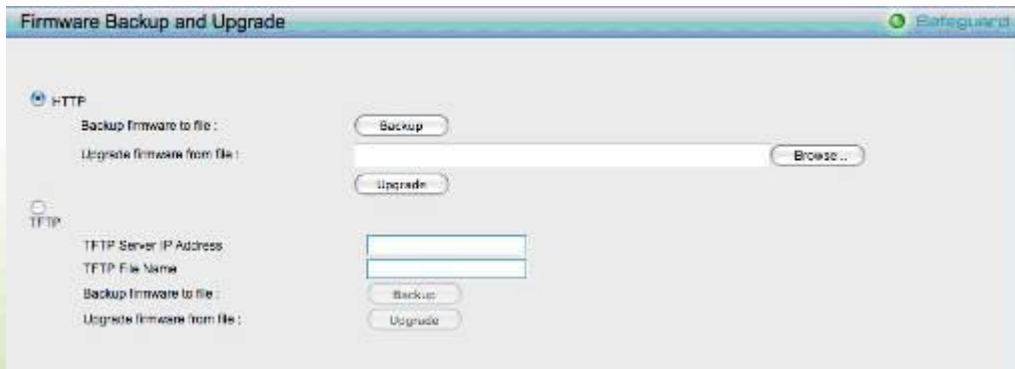 Firmware Backup and Upgrade
Safeguard
HTTP
Backup firmware to file : Backup
Upgrade firmware from file : Browse...
Upgrade
TFTP
TFTP Server IP Address
TFTP File Name
Backup firmware to file : Backup
Upgrade firmware from file : Upgrade